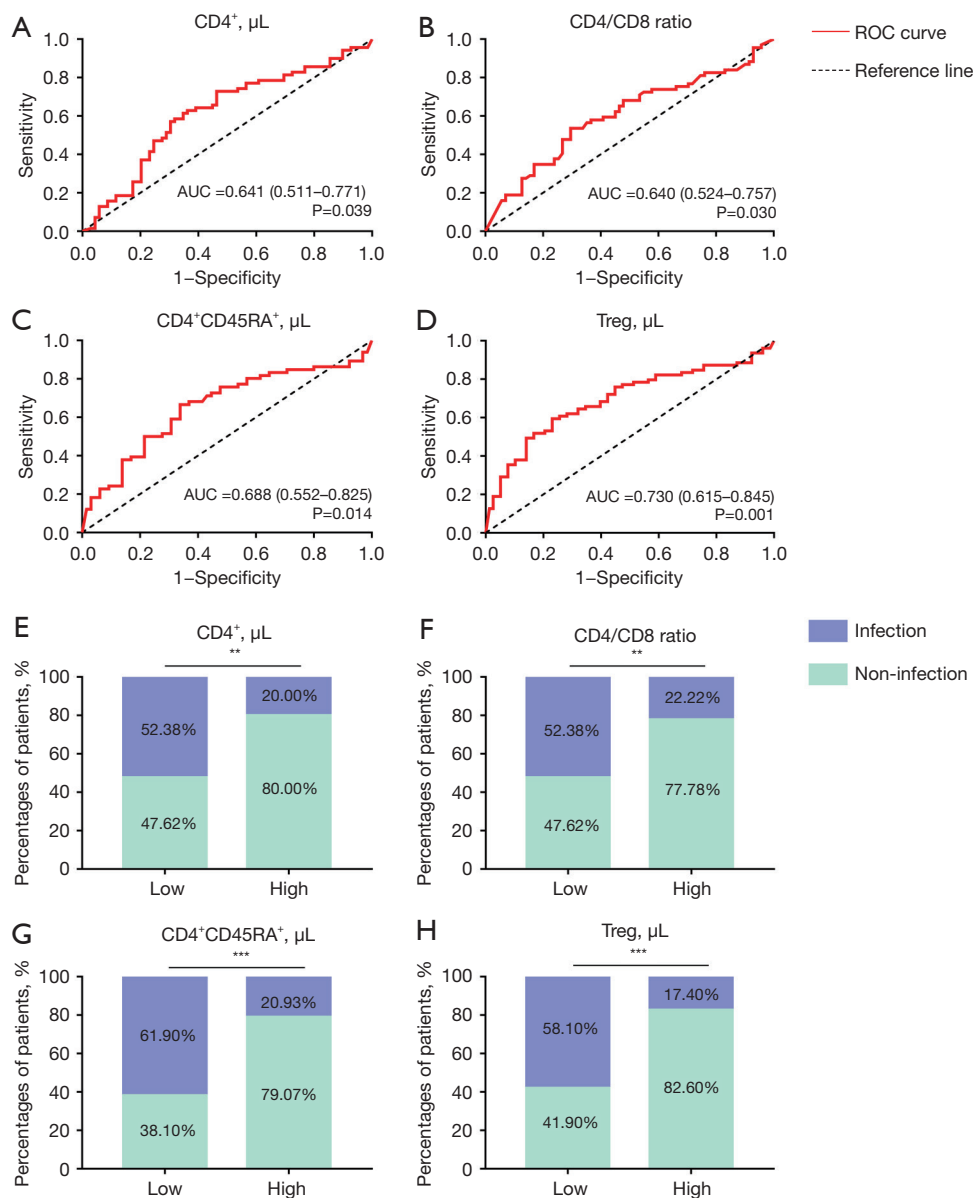 A
CD4⁺, µL
Sensitivity
1.0
0.8
0.6
0.4
0.2
0.0
AUC =0.641 (0.511–0.771)
P=0.039
0.0 0.2 0.4 0.6 0.8 1.0
1–Specificity
B
CD4/CD8 ratio
Sensitivity
1.0
0.8
0.6
0.4
0.2
0.0
AUC =0.640 (0.524–0.757)
P=0.030
0.0 0.2 0.4 0.6 0.8 1.0
1–Specificity
ROC curve
Reference line
C
CD4⁺CD45RA⁺, µL
Sensitivity
1.0
0.8
0.6
0.4
0.2
0.0
AUC =0.688 (0.552–0.825)
P=0.014
0.0 0.2 0.4 0.6 0.8 1.0
1–Specificity
D
Treg, µL
Sensitivity
1.0
0.8
0.6
0.4
0.2
0.0
AUC =0.730 (0.615–0.845)
P=0.001
0.0 0.2 0.4 0.6 0.8 1.0
1–Specificity
E
CD4⁺, µL
**
Percentages of patients, %
100
80
60
40
20
0
52.38%
47.62%
20.00%
80.00%
Low High
F
CD4/CD8 ratio
**
Percentages of patients, %
100
80
60
40
20
0
52.38%
47.62%
22.22%
77.78%
Low High
Infection
Non-infection
G
CD4⁺CD45RA⁺, µL
***
Percentages of patients, %
100
80
60
40
20
0
61.90%
38.10%
20.93%
79.07%
Low High
H
Treg, µL
***
Percentages of patients, %
100
80
60
40
20
0
58.10%
41.90%
17.40%
82.60%
Low High